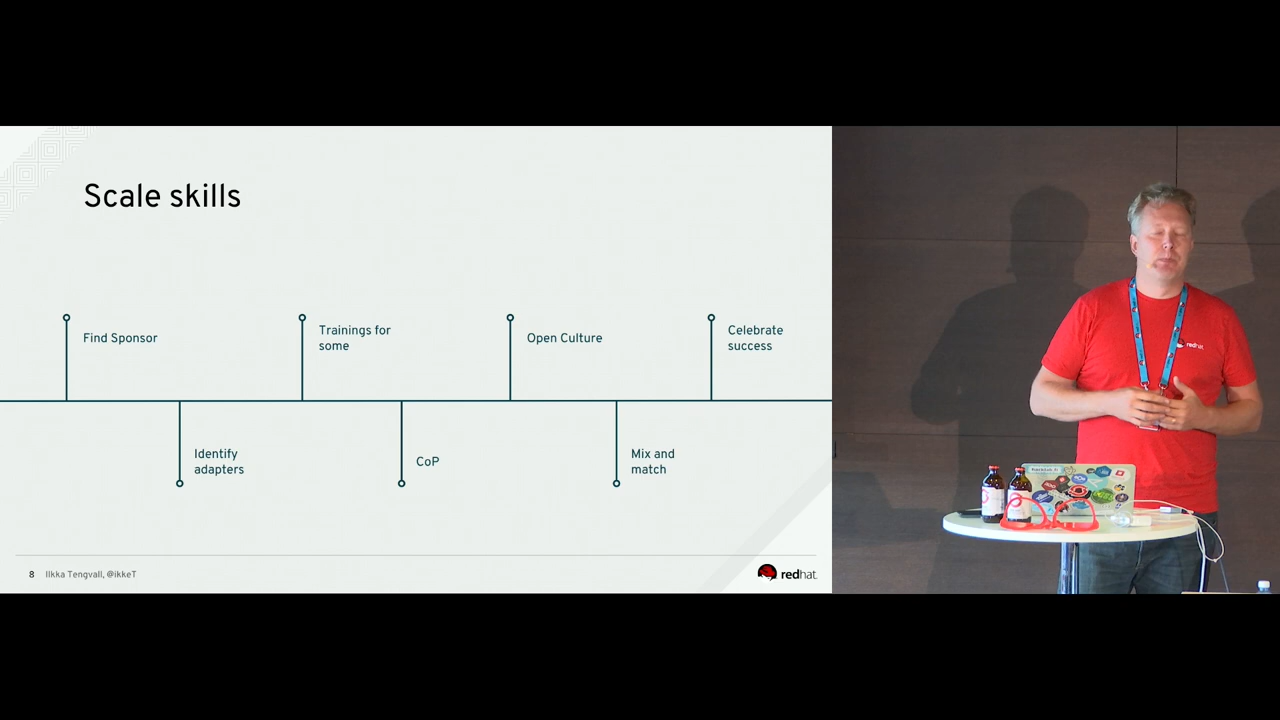 Scale skills
Find Sponsor
Trainings for
some
Open Culture
Celebrate
success
Identify
adapters
CoP
Mix and
match
8 Ilkka Tengvall, @ikkeT
redhat.
redhat